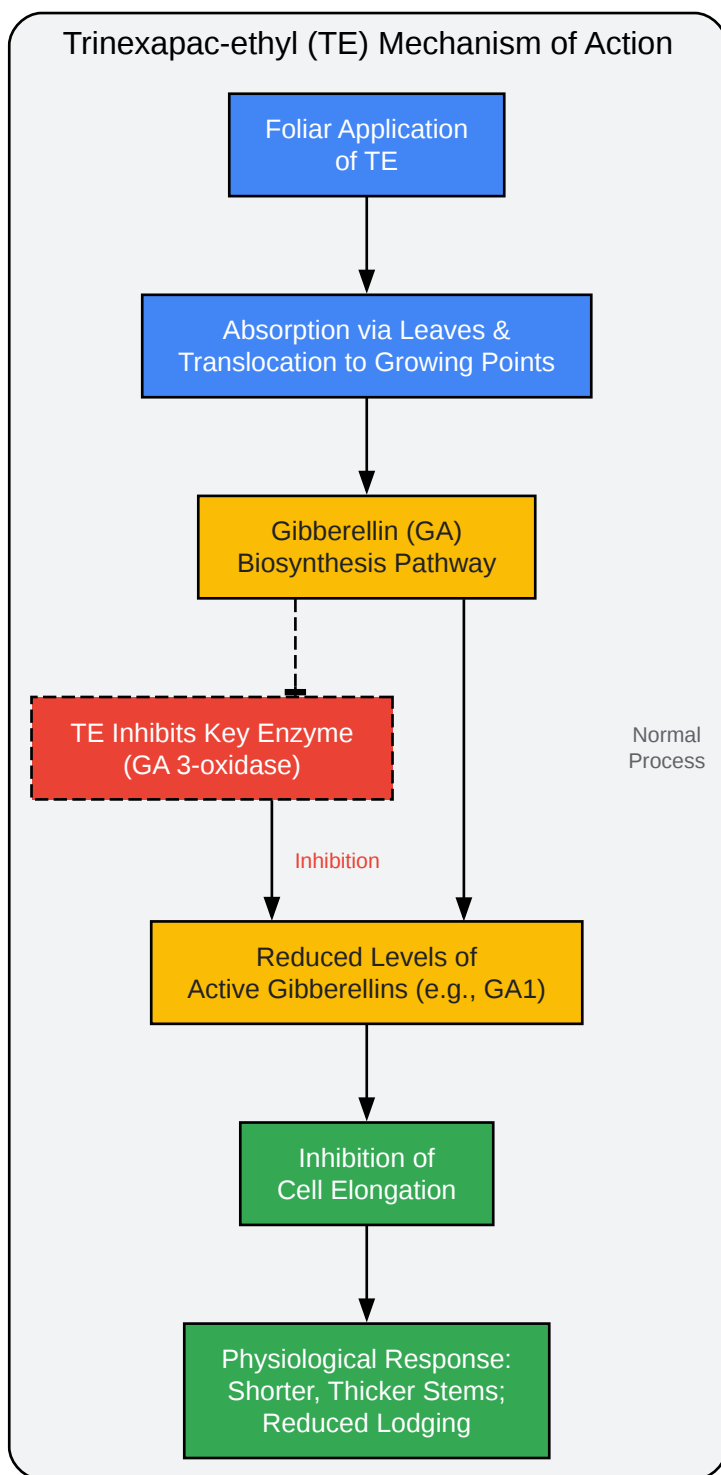 Trinexapac-ethyl (TE) Mechanism of Action
Foliar Application
of TE
Absorption via Leaves &
Translocation to Growing Points
Gibberellin (GA)
Biosynthesis Pathway
TE Inhibits Key Enzyme
(GA 3-oxidase)
Normal
Process
Inhibition
Reduced Levels of
Active Gibberellins (e.g., GA1)
Inhibition of
Cell Elongation
Physiological Response:
Shorter, Thicker Stems;
Reduced Lodging